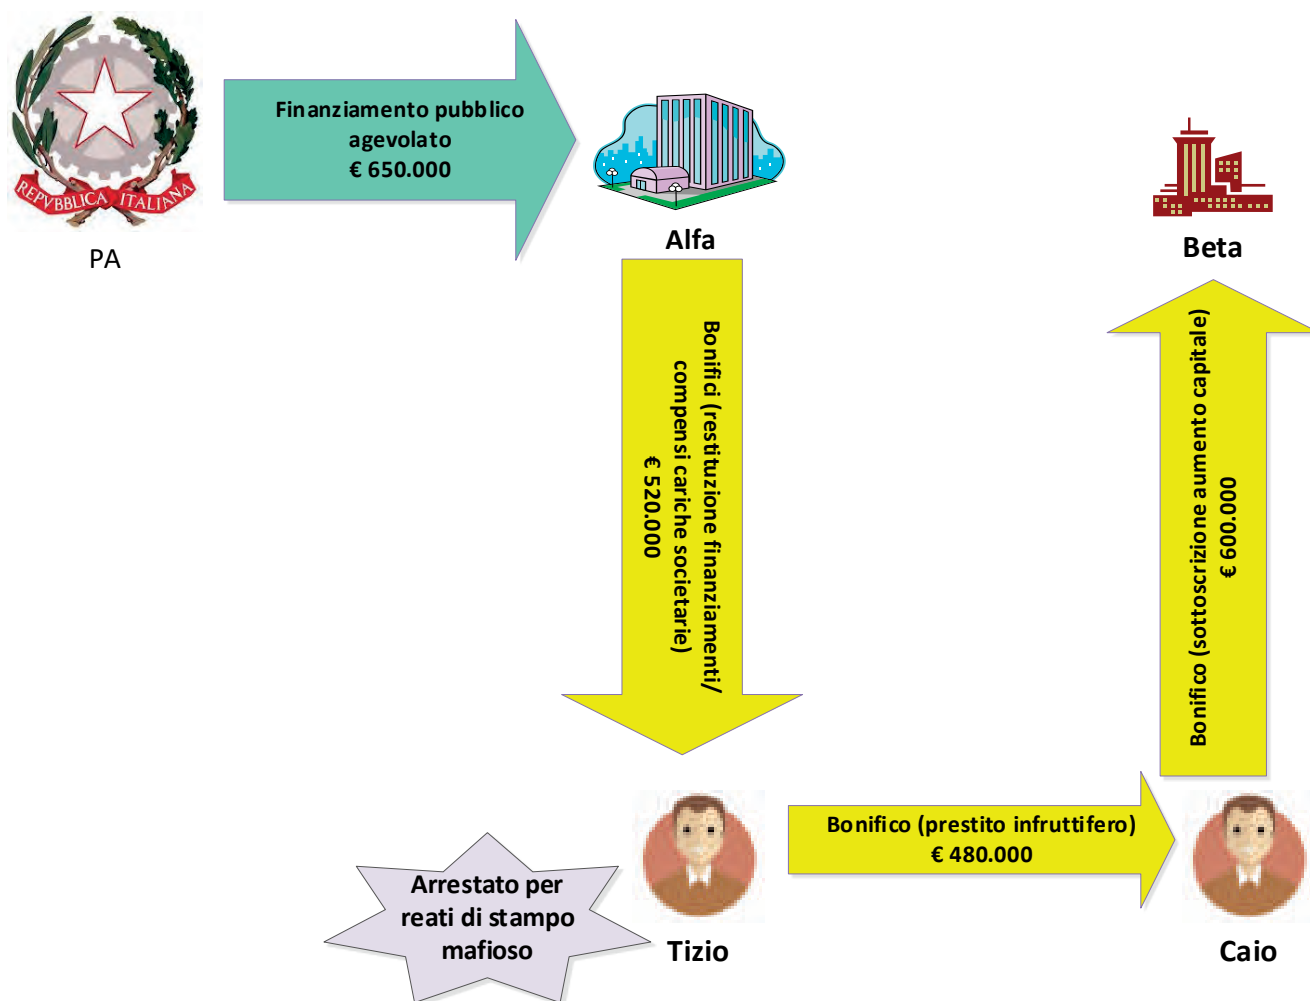 Finanziamento pubblico
agevolato
€ 650.000
REPVBBLICA ITALIANA
PA
Alfa
Beta
Bonifici (restituzione finanziamenti/
compensi cariche societarie)
€ 520.000
Bonifico (sottoscrizione aumento capitale)
€ 600.000
Bonifico (prestito infruttifero)
€ 480.000
Arrestato per
reati di stampo
mafioso
Tizio
Caio